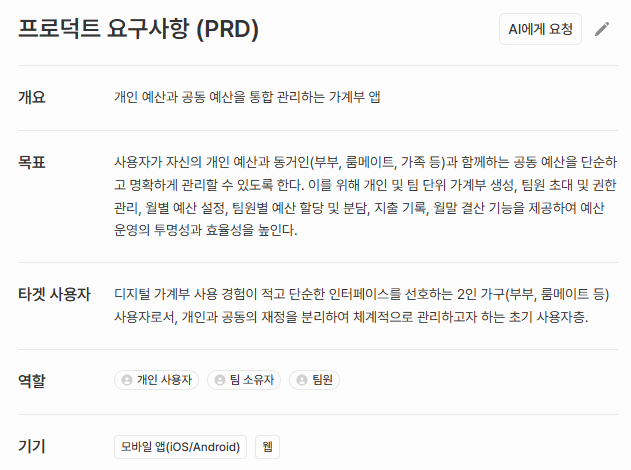 프로덕트 요구사항 (PRD)
AI에게 요청
개요
개인 예산과 공동 예산을 통합 관리하는 가계부 앱
목표
사용자가 자신의 개인 예산과 동거인(부부, 룸메이트, 가족 등)과 함께하는 공동 예산을 단순하
고 명확하게 관리할 수 있도록 한다. 이를 위해 개인 및 팀 단위 가계부 생성, 팀원 초대 및 권한
관리, 월별 예산 설정, 팀원별 예산 할당 및 분담, 지출 기록, 월말 결산 기능을 제공하여 예산
운영의 투명성과 효율성을 높인다.
타겟 사용자
디지털 가계부 사용 경험이 적고 단순한 인터페이스를 선호하는 2인 가구(부부, 룸메이트 등)
사용자로서, 개인과 공동의 재정을 분리하여 체계적으로 관리하고자 하는 초기 사용자층.
역할
개인 사용자
팀 소유자
팀원
기기
모바일 앱(iOS/Android)
웹